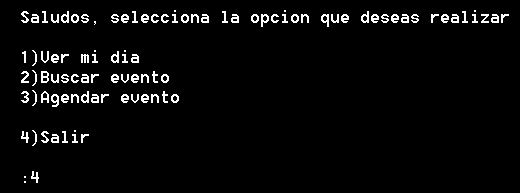 Saludos, selecciona la opcion que deseas realizar
1)Ver mi dia
2)Buscar evento
3)Agendar evento
4)Salir
:4